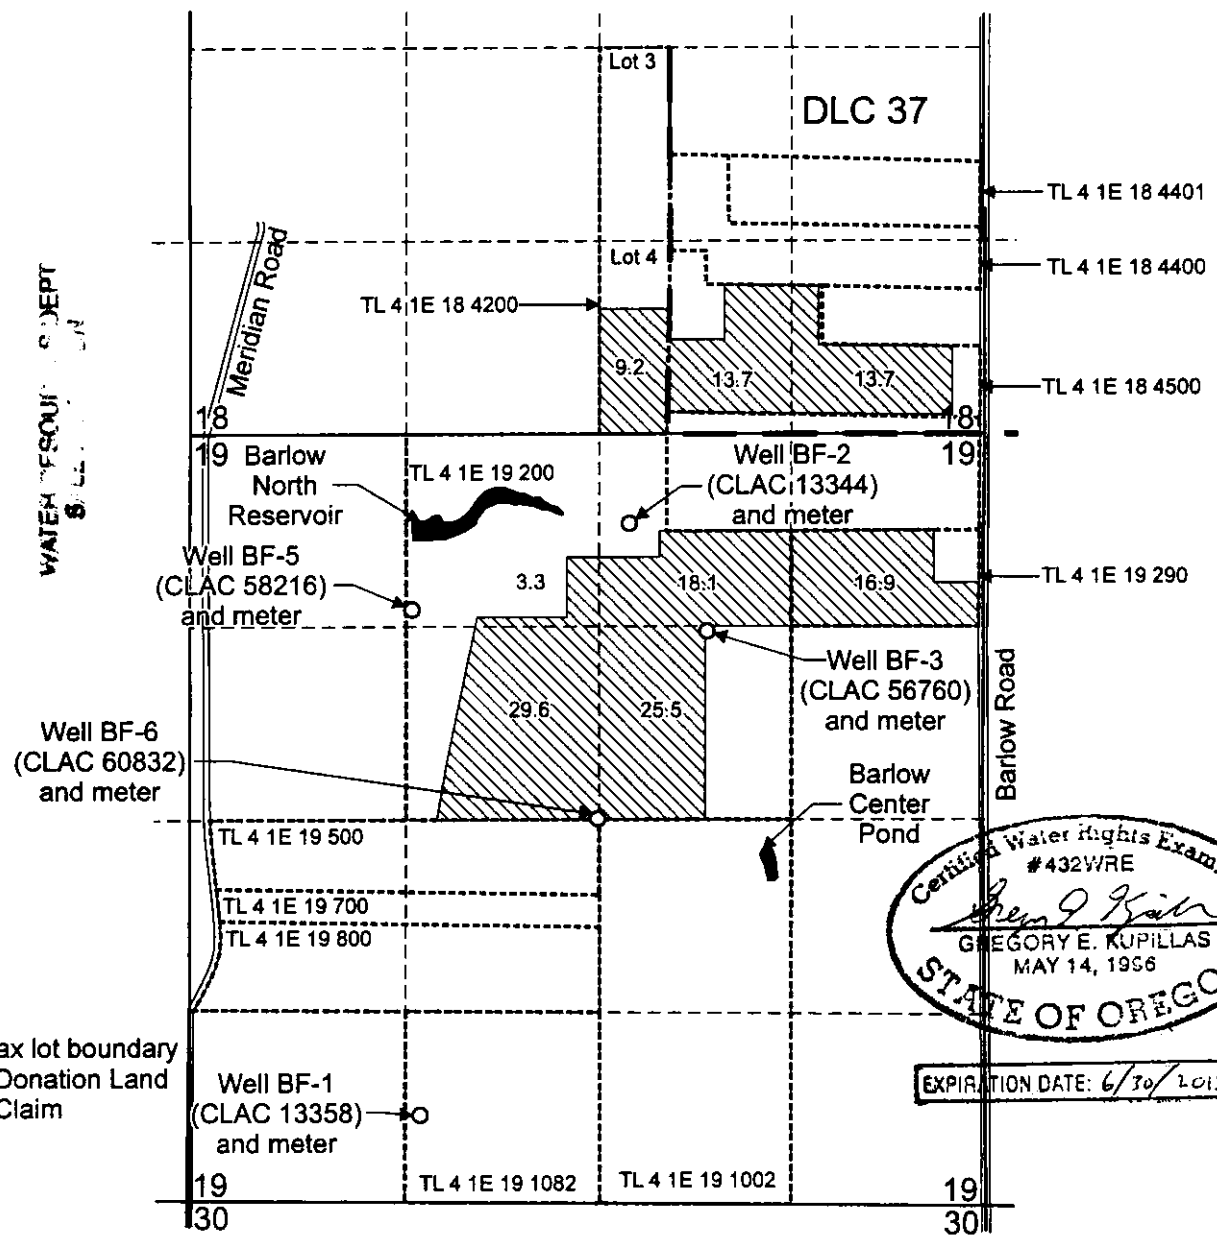 Lot 3
DLC 37
TL 4 1E 18 4401
Lot 4
TL 4 1E 18 4400
TL 4 1E 18 4200
Meridian Road
9.2
13.7
13.7
TL 4 1E 18 4500
18
18
19
19
Barlow
North
Reservoir
TL 4 1E 19 200
Well BF-2
(CLAC 13344)
and meter
Well BF-5
(CLAC 58216)
and meter
3.3
18.1
16.9
TL 4 1E 19 290
Well BF-3
(CLAC 56760)
and meter
29.6
25.5
Well BF-6
(CLAC 60832)
and meter
Barlow Road
Barlow
Center
Pond
TL 4 1E 19 500
TL 4 1E 19 700
TL 4 1E 19 800
Certified Water Rights Exam
#432WRE
GREGORY E. KUPILLAS
MAY 14, 1996
STATE OF OREGO
ax lot boundary
Donation Land
Claim
Well BF-1
(CLAC 13358)
and meter
EXPIRATION DATE: 6/30/201
TL 4 1E 19 1082
TL 4 1E 19 1002
19
19
30
30
WATER DEPT